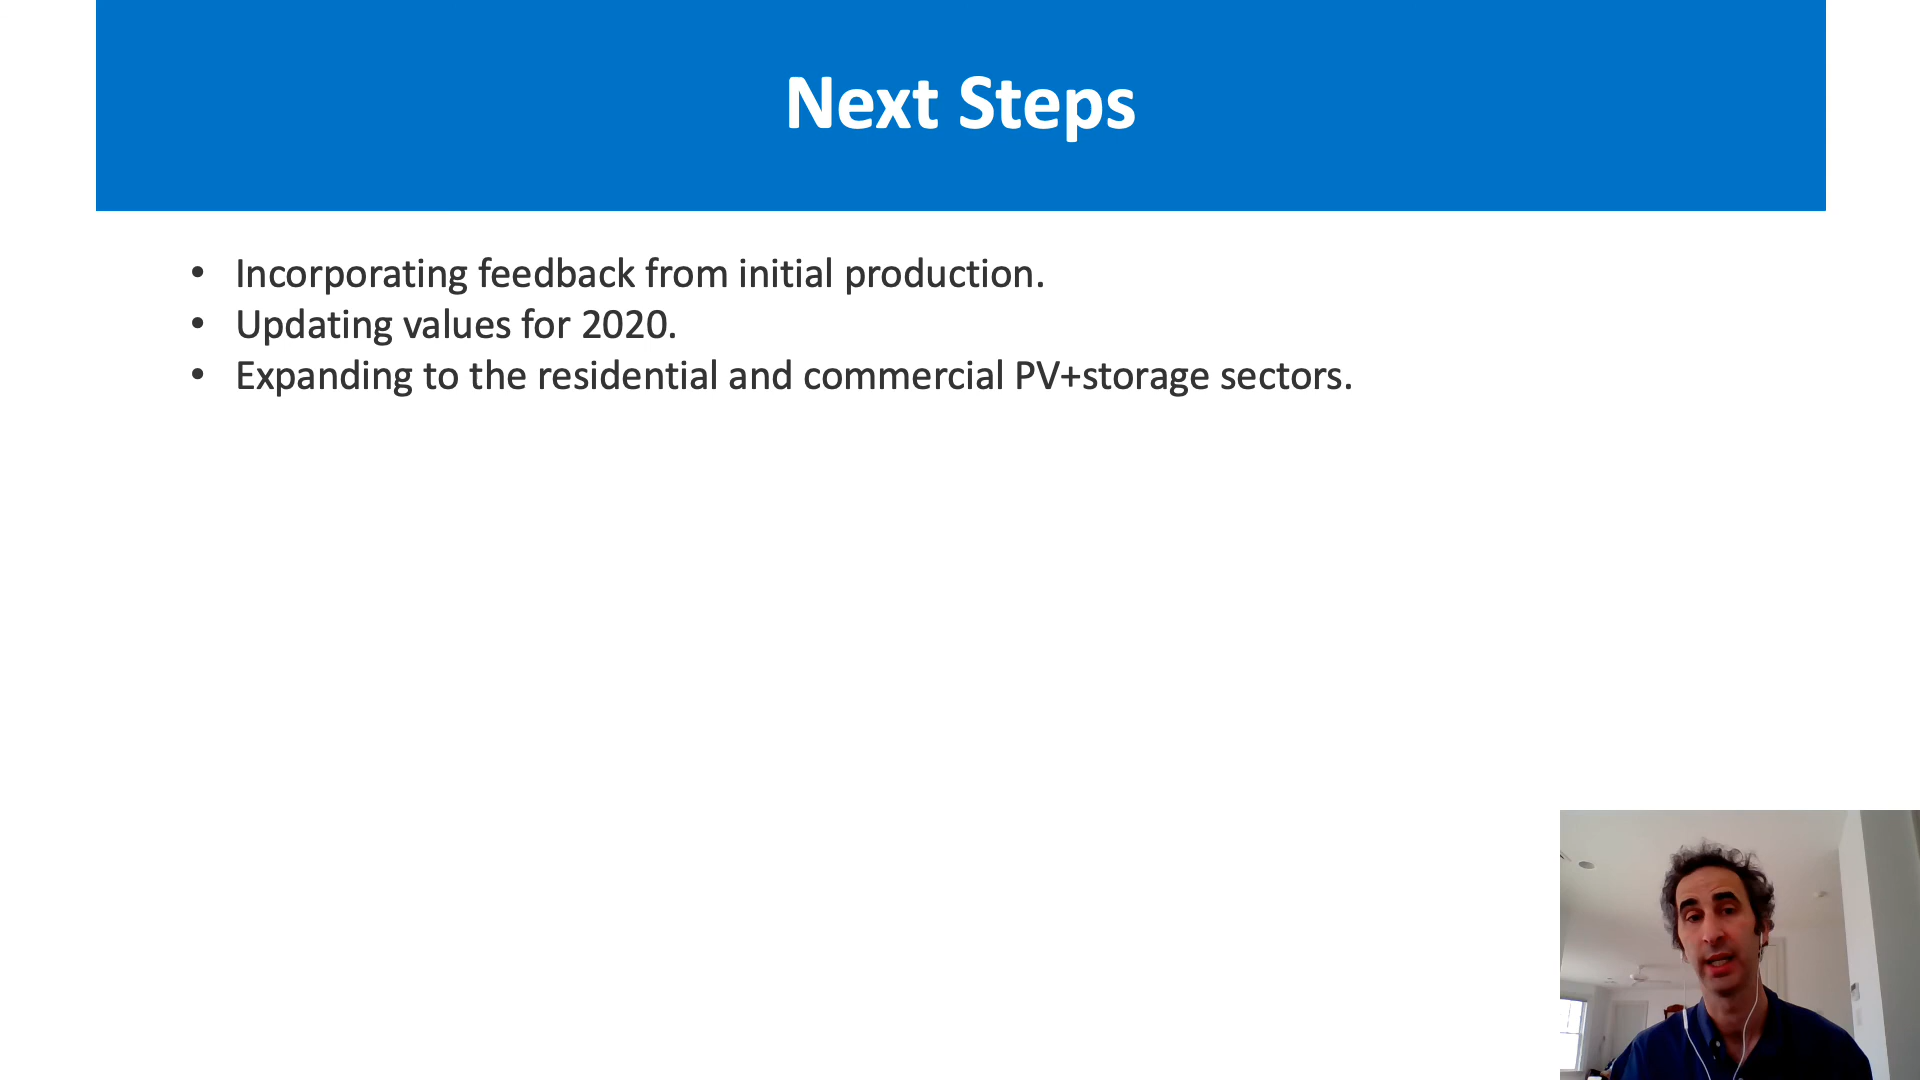 Next Steps
• Incorporating feedback from initial production.
• Updating values for 2020.
• Expanding to the residential and commercial PV+storage sectors.